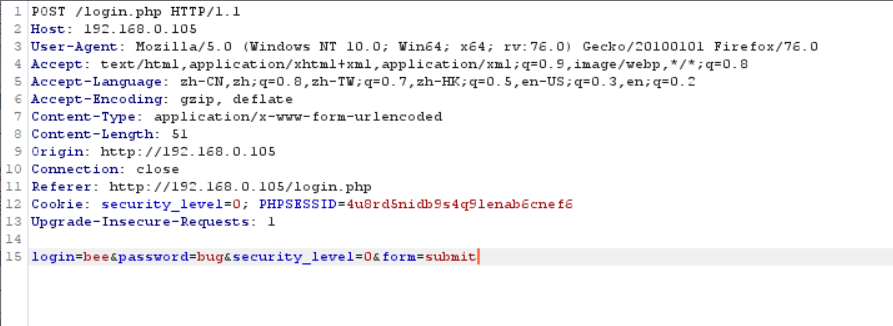 1 POST /login.php HTTP/1.1
2 Host: 192.168.0.105
3 User-Agent: Mozilla/5.0 (Windows NT 10.0; Win64; x64; rv:76.0) Gecko/20100101 Firefox/76.0
4 Accept: text/html,application/xhtml+xml,application/xml;q=0.9,image/webp,*/*;q=0.8
5 Accept-Language: zh-CN,zh;q=0.8,zh-TW;q=0.7,zh-HK;q=0.5,en-US;q=0.3,en;q=0.2
6 Accept-Encoding: gzip, deflate
7 Content-Type: application/x-www-form-urlencoded
8 Content-Length: 51
9 Origin: http://192.168.0.105
10 Connection: close
11 Referer: http://192.168.0.105/login.php
12 Cookie: security_level=0; PHPSESSID=4u8rd5nidb9s4q9lenab6cnef6
13 Upgrade-Insecure-Requests: 1
14
15 login=bee&password=bug&security_level=0&form=submit